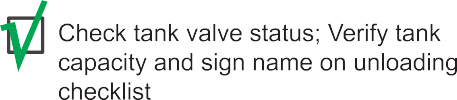 Check tank valve status; Verify tank
capacity and sign name on unloading
checklist